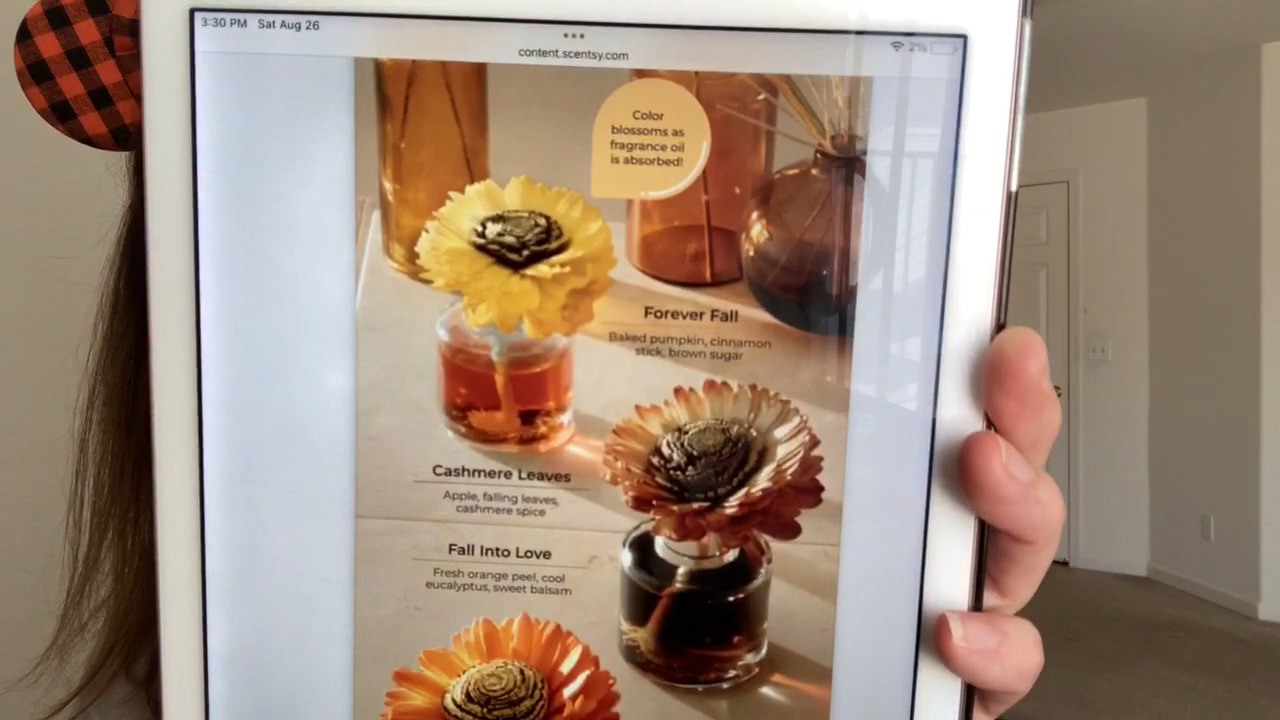 3:30 PM Sat Aug 26
content.scentsy.com
2%
Color
blossoms as
fragrance oil
is absorbed!
Forever Fall
Baked pumpkin, cinnamon
stick, brown sugar
Cashmere Leaves
Apple, falling leaves,
cashmere spice
Fall Into Love
Fresh orange peel, cool
eucalyptus, sweet balsam